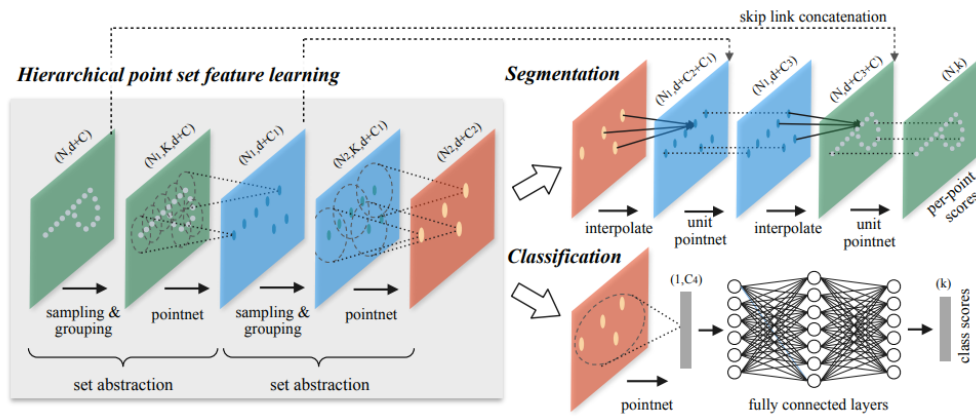 skip link concatenation
Hierarchical point set feature learning
(N,d+C)
(N1,K,d+C)
(N1,d+C1)
(N2,K,d+C1)
(N2,d+C2)
sampling &
grouping
pointnet
sampling &
grouping
pointnet
set abstraction
set abstraction
Segmentation
(N1,d+C2+C1)
(N1,d+C3)
(N,d+C3+C)
(N,k)
interpolate
unit
pointnet
interpolate
unit
pointnet
per-point
scores
Classification
(1,C4)
(k)
class scores
pointnet
fully connected layers